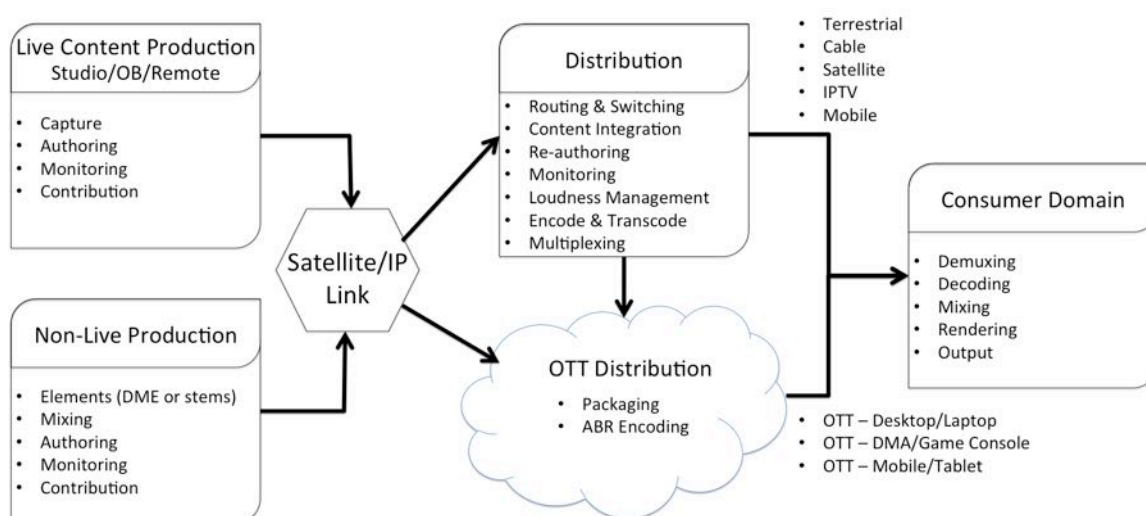 Live Content Production
Studio/OB/Remote
• Capture
• Authoring
• Monitoring
• Contribution
Non-Live Production
• Elements (DME or stems)
• Mixing
• Authoring
• Monitoring
• Contribution
Satellite/IP
Link
Distribution
• Routing & Switching
• Content Integration
• Re-authoring
• Monitoring
• Loudness Management
• Encode & Transcode
• Multiplexing
OTT Distribution
• Packaging
• ABR Encoding
• Terrestrial
• Cable
• Satellite
• IPTV
• Mobile
• OTT – Desktop/Laptop
• OTT – DMA/Game Console
• OTT – Mobile/Tablet
Consumer Domain
• Demuxing
• Decoding
• Mixing
• Rendering
• Output